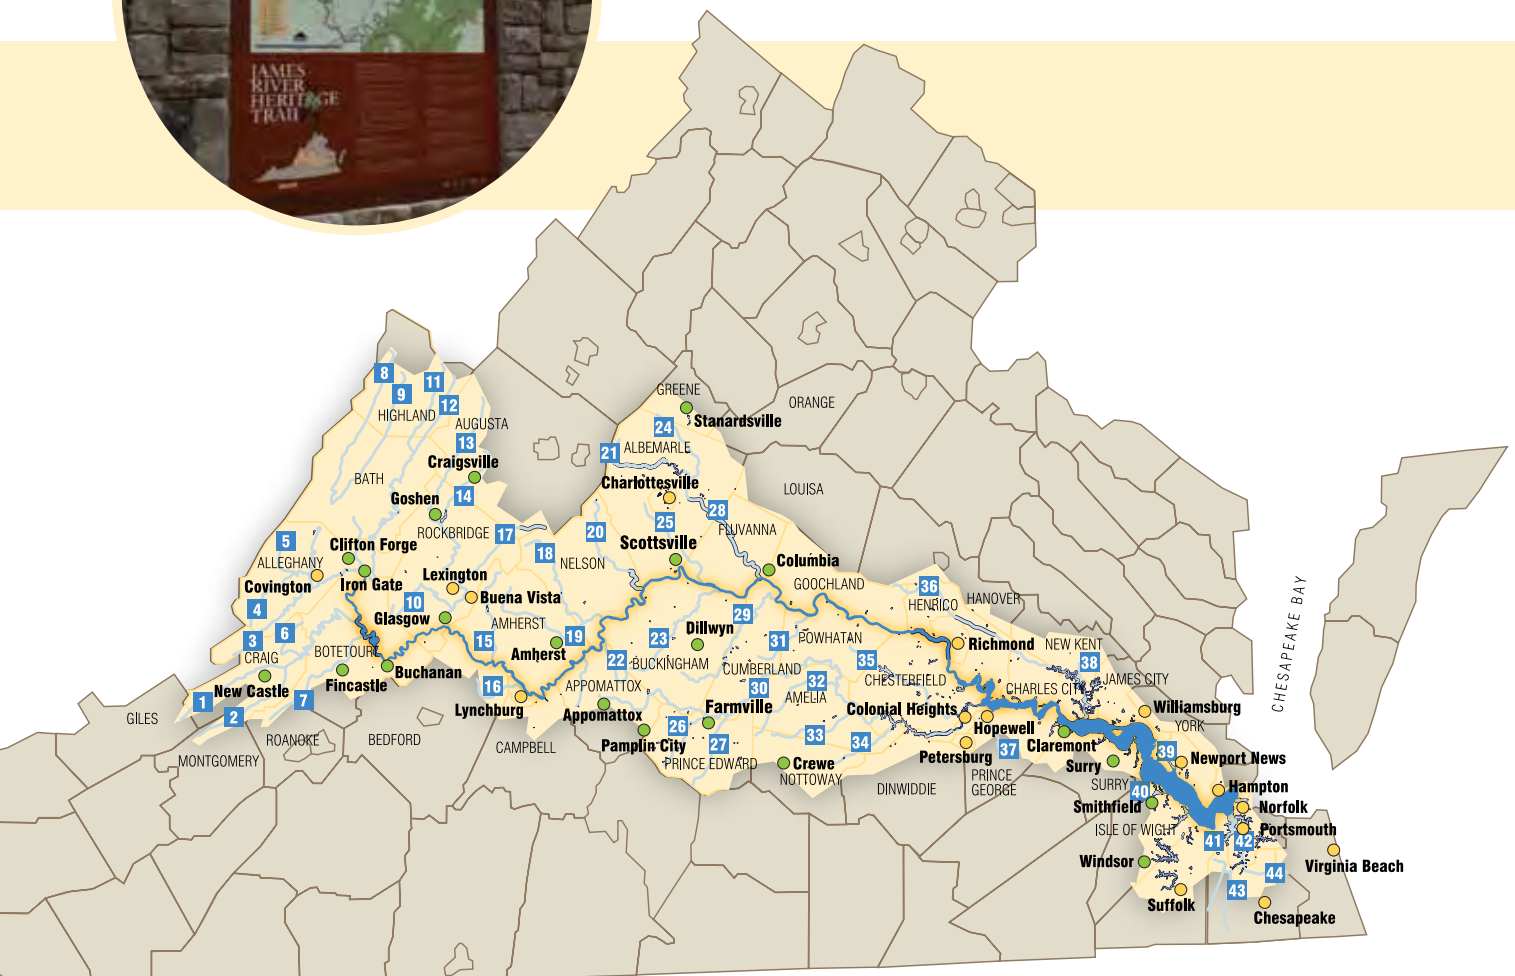 JAMES
RIVER
HERITAGE
TRAIL
8
9
11
12
HIGHLAND
AUGUSTA
13
Craigsville
BATH
Goshen
14
ROCKBRIDGE
17
5
ALLEGHANY
Clifton Forge
Covington
Iron Gate
Lexington
Buena Vista
10
Glasgow
4
3
6
CRAIG
BOTETOURT
Buchanan
Fincastle
New Castle
1
2
7
GILES
ROANOKE
MONTGOMERY
BEDFORD
GREENE
Stanardsville
ORANGE
24
21
ALBEMARLE
Charlottesville
LOUISA
28
25
FLUVANNA
20
18
NELSON
Scottsville
Columbia
GOOCHLAND
AMHERST
15
19
Amherst
16
Lynchburg
CAMPBELL
22
23
Dillwyn
BUCKINGHAM
29
31
POWHATAN
CUMBERLAND
30
32
AMELIA
APPOMATTOX
Appomattox
Pamplin City
26
Farmville
27
PRINCE EDWARD
33
34
Crewe
NOTTOWAY
DINWIDDIE
35
CHESTERFIELD
36
HENRICO
HANOVER
Richmond
NEW KENT
38
CHARLES CITY
JAMES CITY
Colonial Heights
Hopewell
Petersburg
37
PRINCE
GEORGE
Claremont
Surry
SURRY
Williamsburg
YORK
39
Newport News
40
Hampton
Smithfield
Norfolk
ISLE OF WIGHT
Portsmouth
41
42
Windsor
Virginia Beach
44
43
Suffolk
Chesapeake
CHESAPEAKE BAY